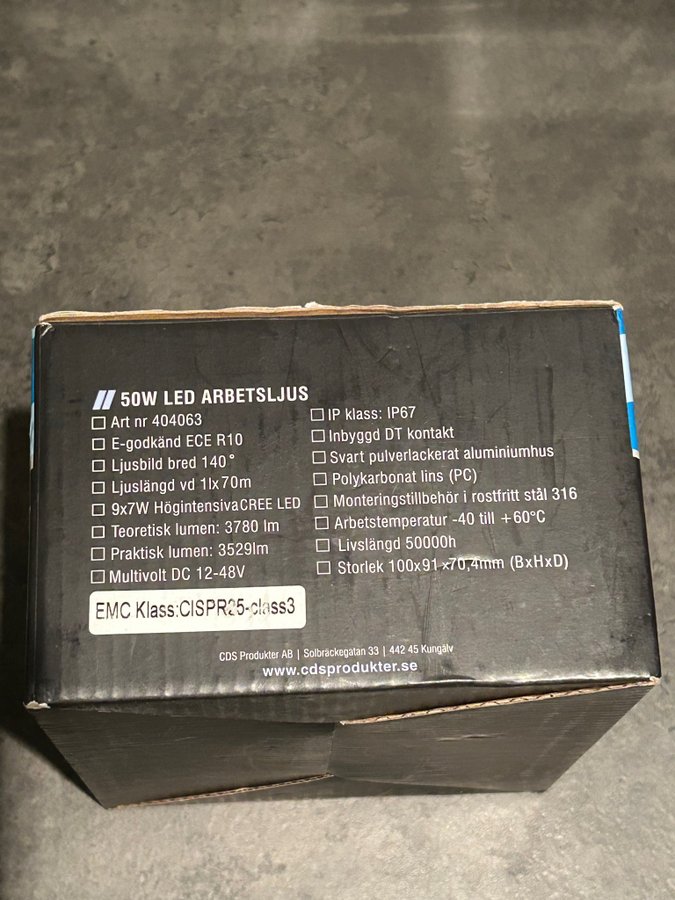 50W LED ARBETSLJUS
Art nr 404063
E-godkänd ECE R10
Ljusbild bred 140°
Ljuslängd vd 1lx70m
9x7W HögintensivaCREE LED
Teoretisk lumen: 3780 lm
Praktisk lumen: 3529lm
Multivolt DC 12-48V
IP klass: IP67
Inbyggd DT kontakt
Svart pulverlackerat aluminiumhus
Polykarbonat lins (PC)
Monteringstillbehör i rostfritt stål 316
Arbetstemperatur -40 till +60°C
Livslängd 50000h
Storlek 100x91x70,4mm (BxHxD)
EMC Klass:CISPR25-class3
CDS Produkter AB | Solbräckegatan 33 | 442 45 Kungälv
www.cdsprodukter.se